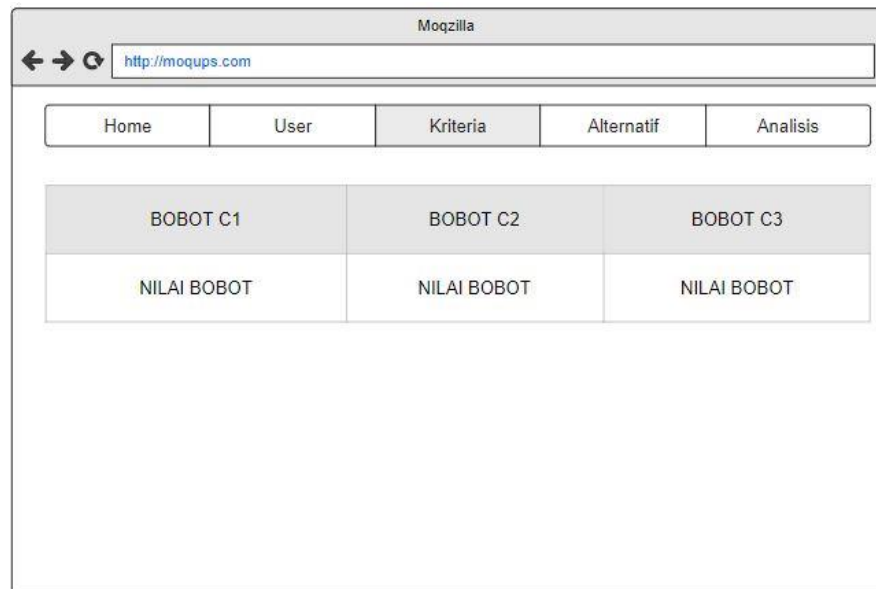 Moqzilla
http://moqups.com
Home User Kriteria Alternatif Analisis
BOBOT C1 BOBOT C2 BOBOT C3
NILAI BOBOT NILAI BOBOT NILAI BOBOT